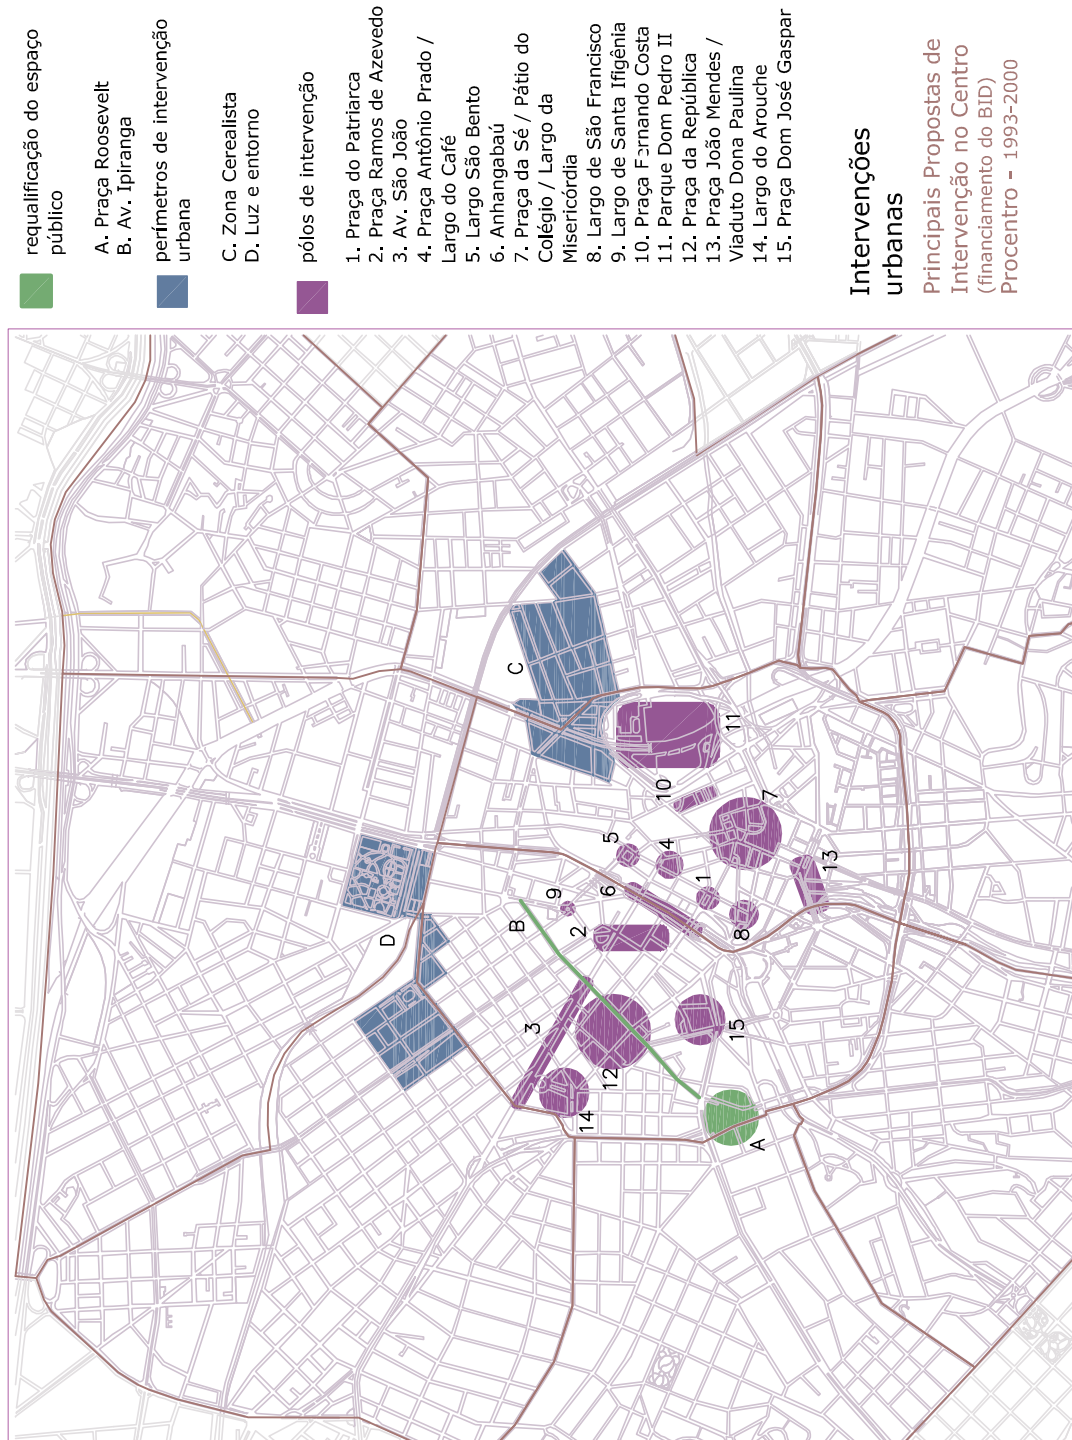 requalificação do espaço
público
A. Praça Roosevelt
B. Av. Ipiranga
perímetros de intervenção
urbana
C. Zona Cerealista
D. Luz e entorno
pólos de intervenção
1. Praça do Patriarca
2. Praça Ramos de Azevedo
3. Av. São João
4. Praça Antônio Prado /
Largo do Café
5. Largo São Bento
6. Anhangabaú
7. Praça da Sé / Pátio do
Colégio / Largo da
Misericórdia
8. Largo de São Francisco
9. Largo de Santa Ifigênia
10. Praça Fernando Costa
11. Parque Dom Pedro II
12. Praça da República
13. Praça João Mendes /
Viaduto Dona Paulina
14. Largo do Arouche
15. Praça Dom José Gaspar
Intervenções
urbanas
Principais Propostas de
Intervenção no Centro
(financiamento do BID)
Procentro - 1993-2000
C
D
B
9
5
10
11
6
4
7
2
1
3
8
13
12
15
14
A